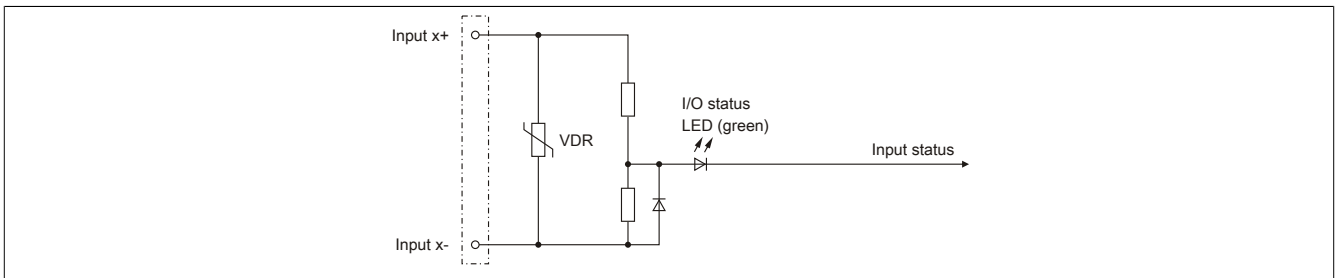 Input x+
I/O status
LED (green)
VDR
Input status
Input x-